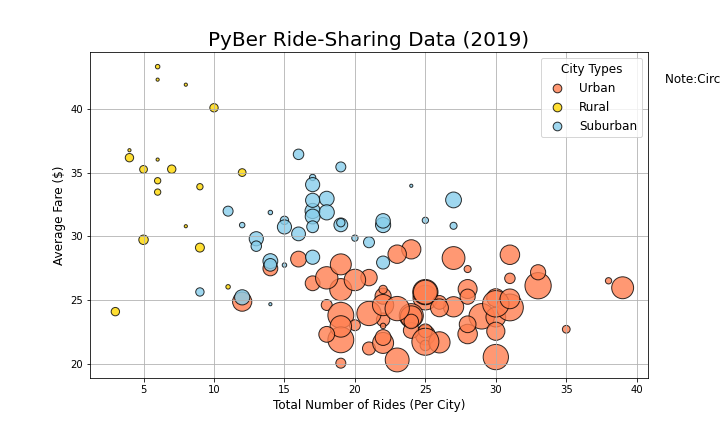 PyBer Ride-Sharing Data (2019)
City Types
Urban
Rural
Suburban
Note:Circ
40
35
30
25
20
Average Fare ($)
5
10
15
20
25
30
35
40
Total Number of Rides (Per City)